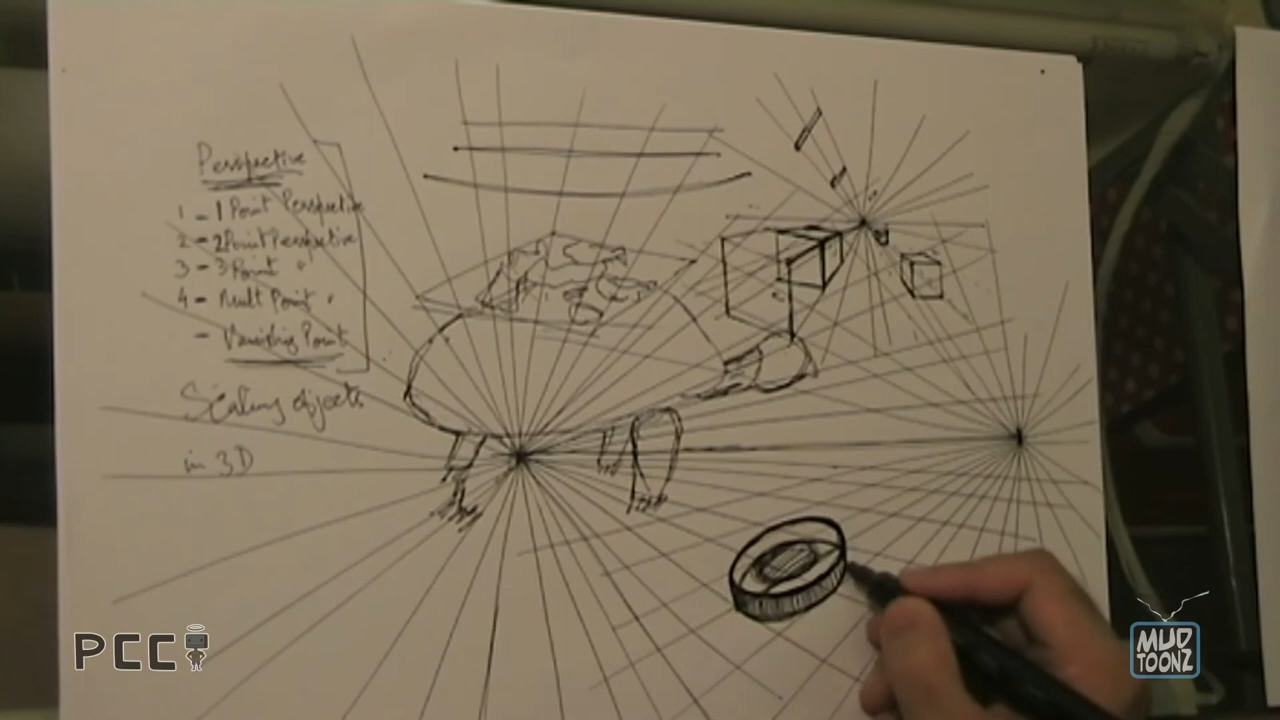 Perspective
1 - 1 Point Perspective
2 - 2 Point Perspective
3 - 3 Point "
4 - Mult Point "
- Vanishing Point
Scaling objects
in 3D
PCC
MUD
TOONZ